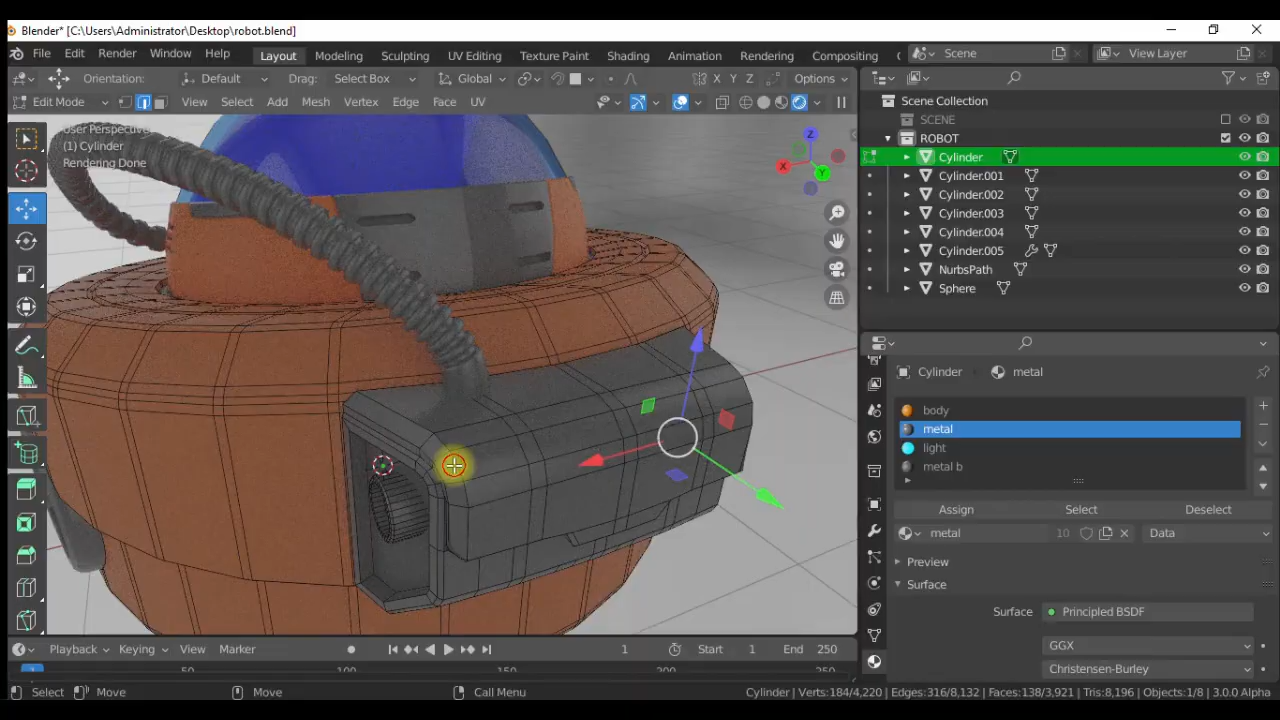 Blender* [C:\Users\Administrator\Desktop\robot.blend]
File Edit Render Window Help Layout Modeling Sculpting UV Editing Texture Paint Shading Animation Rendering Compositing Scene View Layer
Orientation: Default Drag: Select Box Global X Y Z Options
Edit Mode View Select Add Mesh Vertex Edge Face UV
User Perspective
(1) Cylinder
Rendering Done
Z
X
Y
Scene Collection
SCENE
ROBOT
Cylinder
Cylinder.001
Cylinder.002
Cylinder.003
Cylinder.004
Cylinder.005
NurbsPath
Sphere
Cylinder metal
body
metal
light
metal b
Assign Select Deselect
metal 10 Data
Preview
Surface
Surface Principled BSDF
GGX
Christensen-Burley
Playback Keying View Marker 1 Start 1 End 250
1 50 100 150 200 250
Select Move Move Call Menu Cylinder | Verts:184/4,220 | Edges:316/8,132 | Faces:138/3,921 | Tris:8,196 | Objects:1/8 | 3.0.0 Alpha